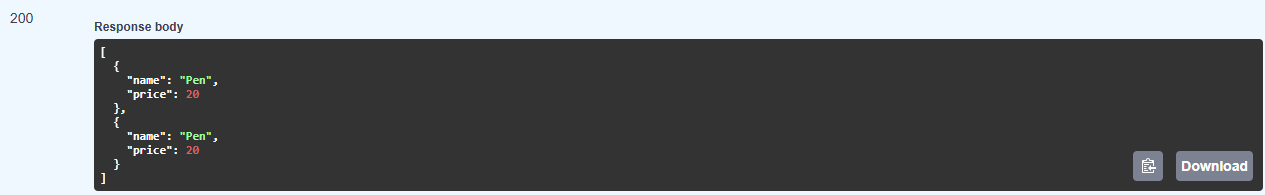 200
Response body
[
  {
    "name": "Pen",
    "price": 20
  },
  {
    "name": "Pen",
    "price": 20
  }
]
Download